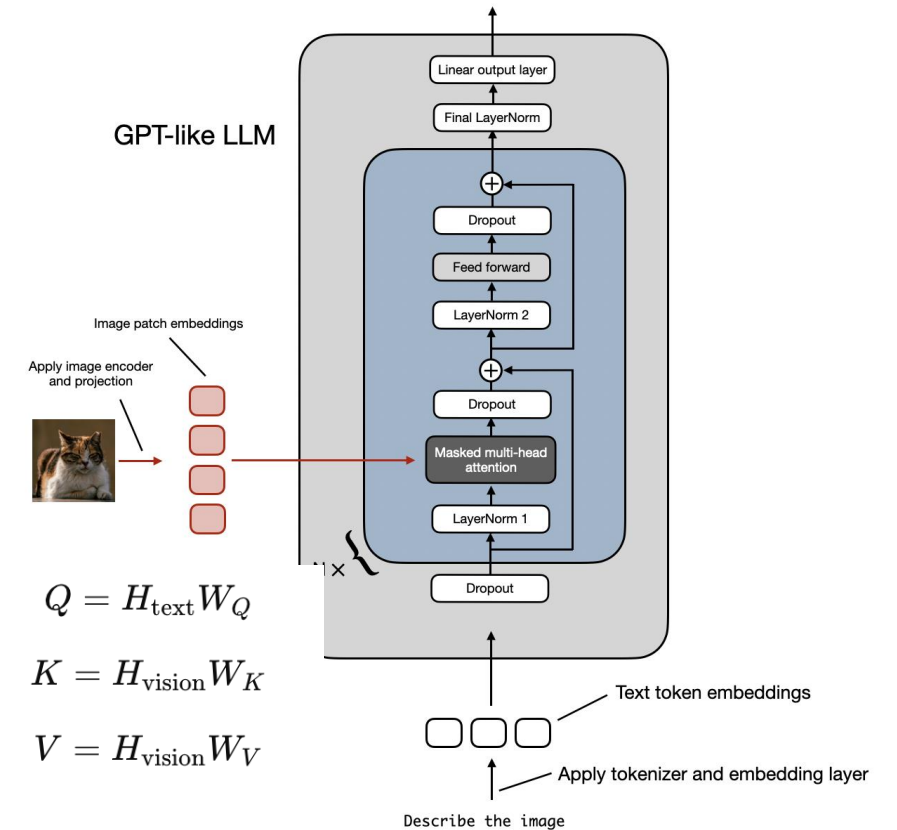 Linear output layer
Final LayerNorm
GPT-like LLM
Dropout
Feed forward
LayerNorm 2
Image patch embeddings
Apply image encoder
and projection
Dropout
Masked multi-head
attention
LayerNorm 1
×
Dropout
Q = H_text W_Q
K = H_vision W_K
V = H_vision W_V
Text token embeddings
Apply tokenizer and embedding layer
Describe the image